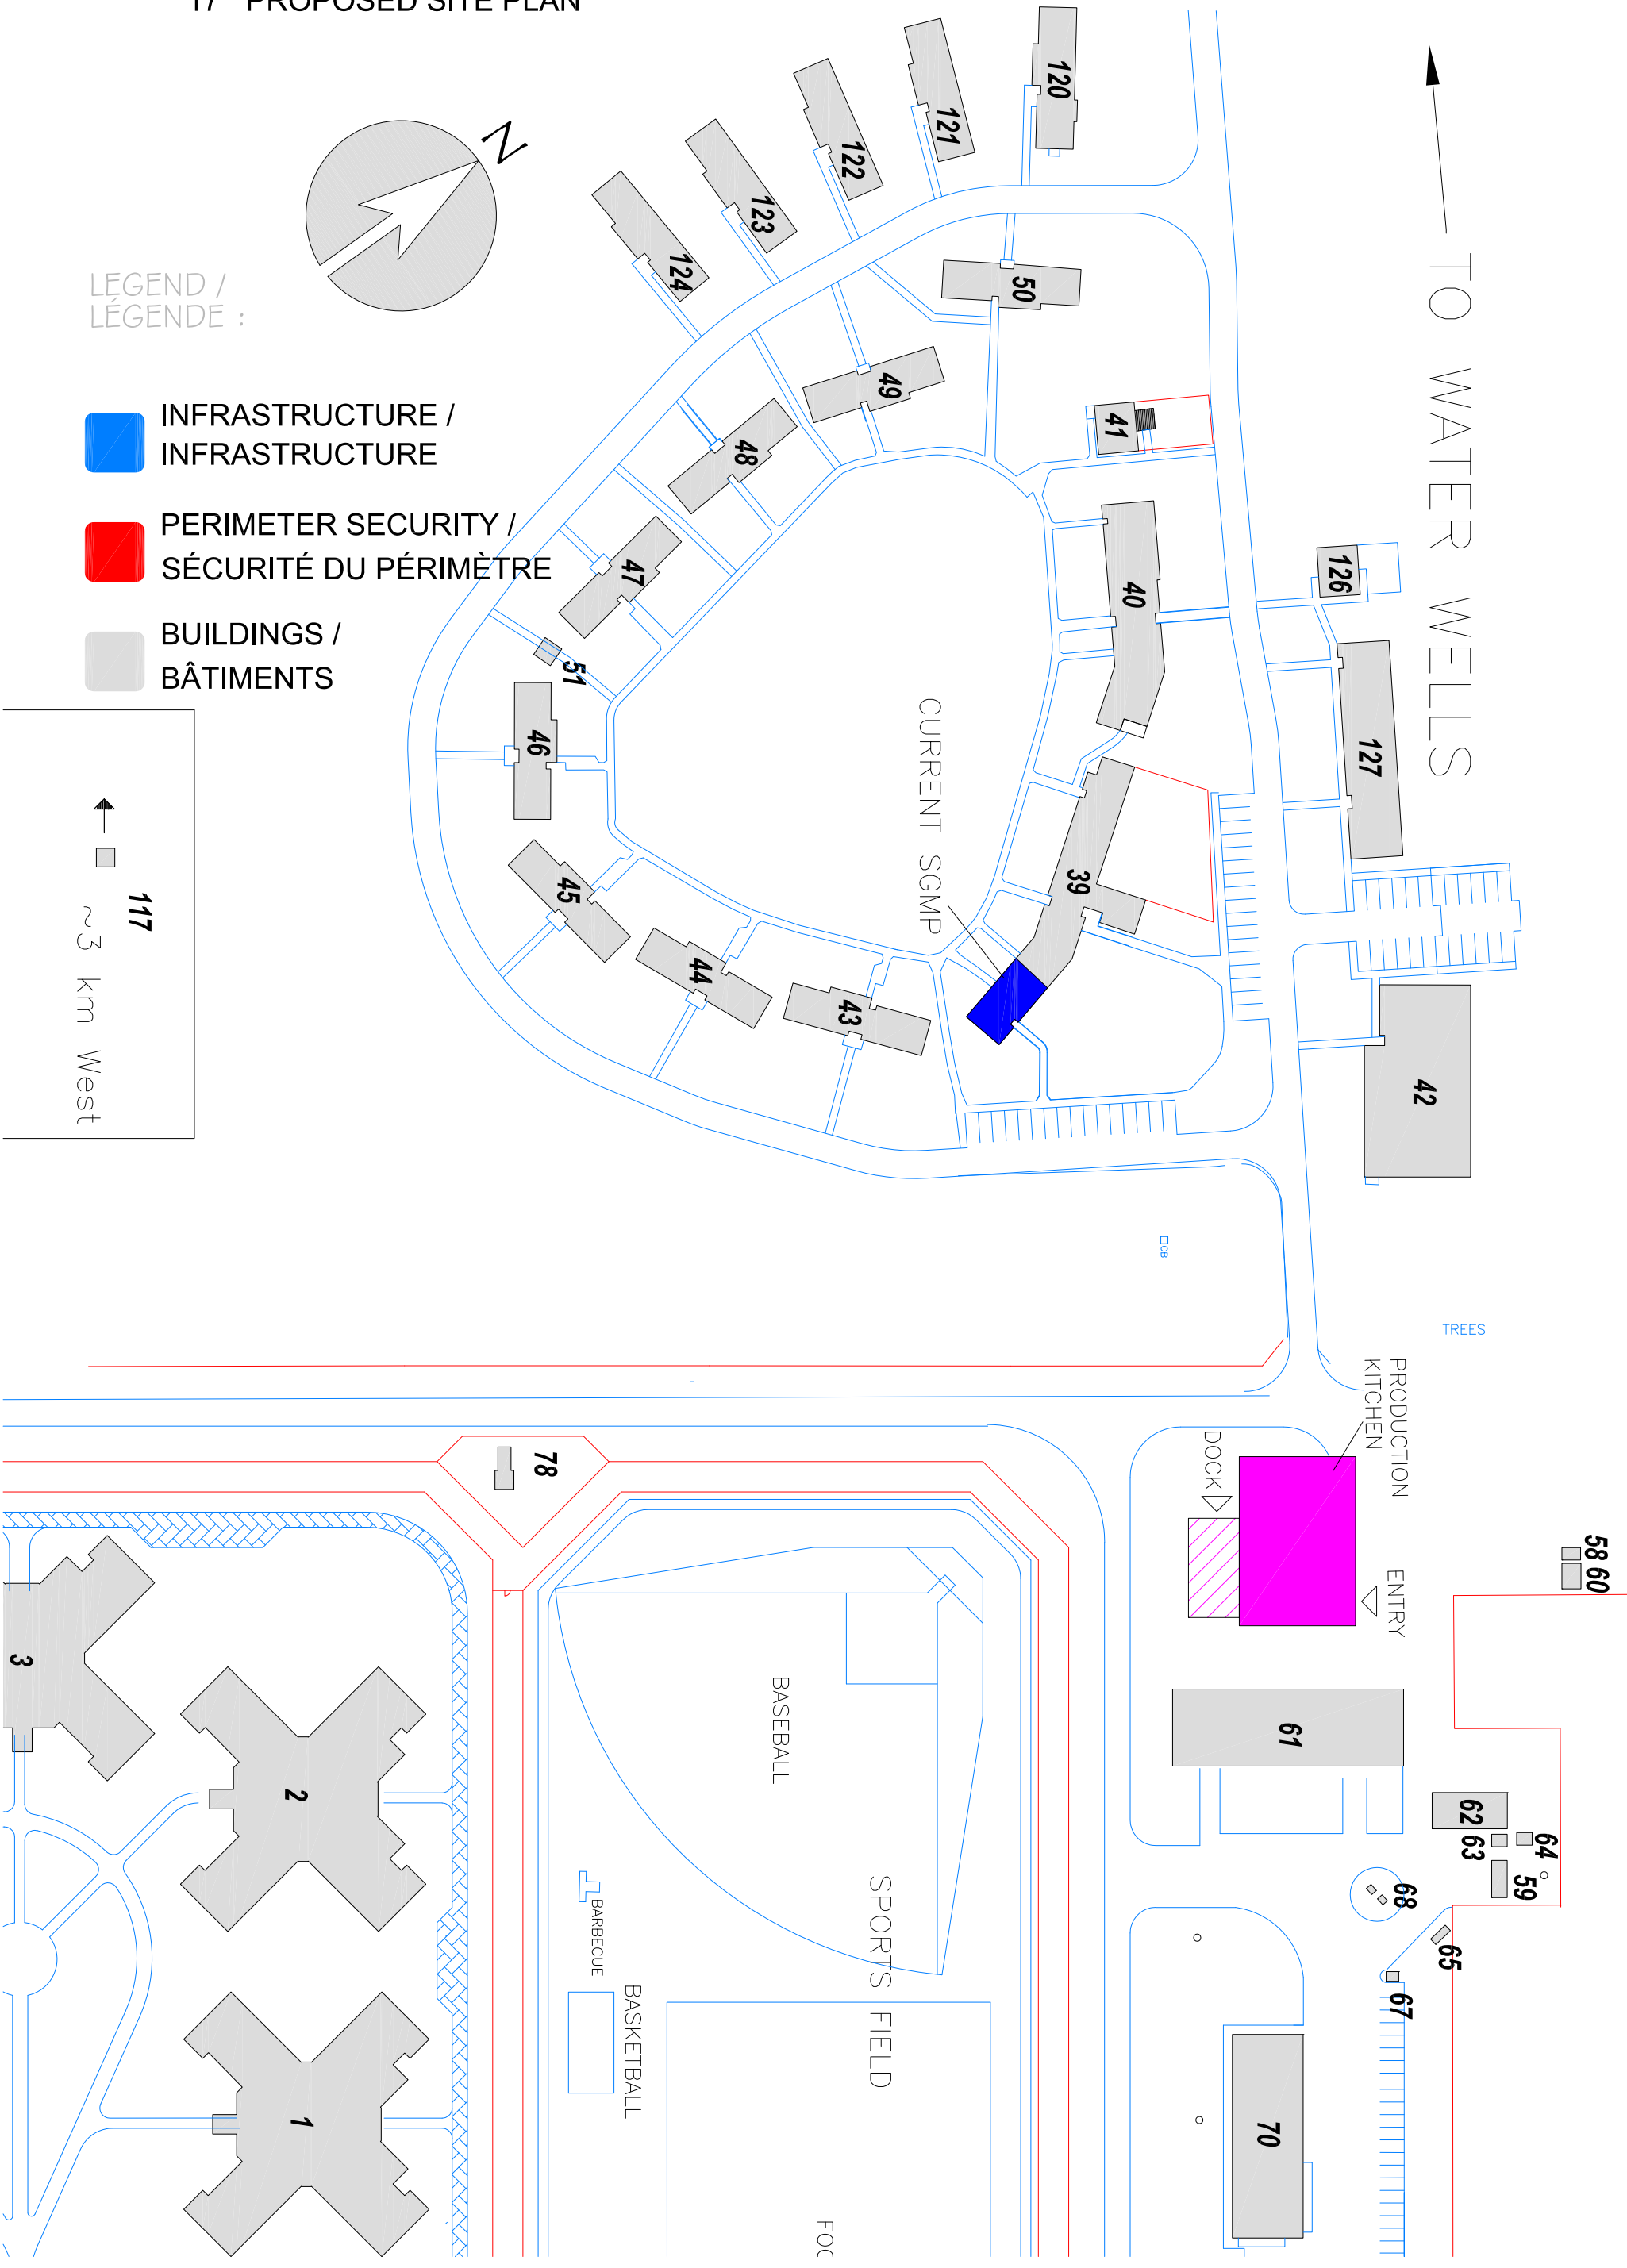 17 PROPOSED SITE PLAN
N
LEGEND /
LÉGENDE :
INFRASTRUCTURE /
INFRASTRUCTURE
PERIMETER SECURITY /
SÉCURITÉ DU PÉRIMÈTRE
BUILDINGS /
BÂTIMENTS
117
~3 km West
120
121
122
123
124
50
49
48
47
51
46
45
44
43
41
40
39
CURRENT SGMP
TO WATER WELLS
126
127
42
CB
TREES
PRODUCTION
KITCHEN
DOCK
ENTRY
58 60
61
62
63
64
59
68
65
67
70
78
BASEBALL
SPORTS FIELD
BARBECUE
BASKETBALL
FOO
3
2
1